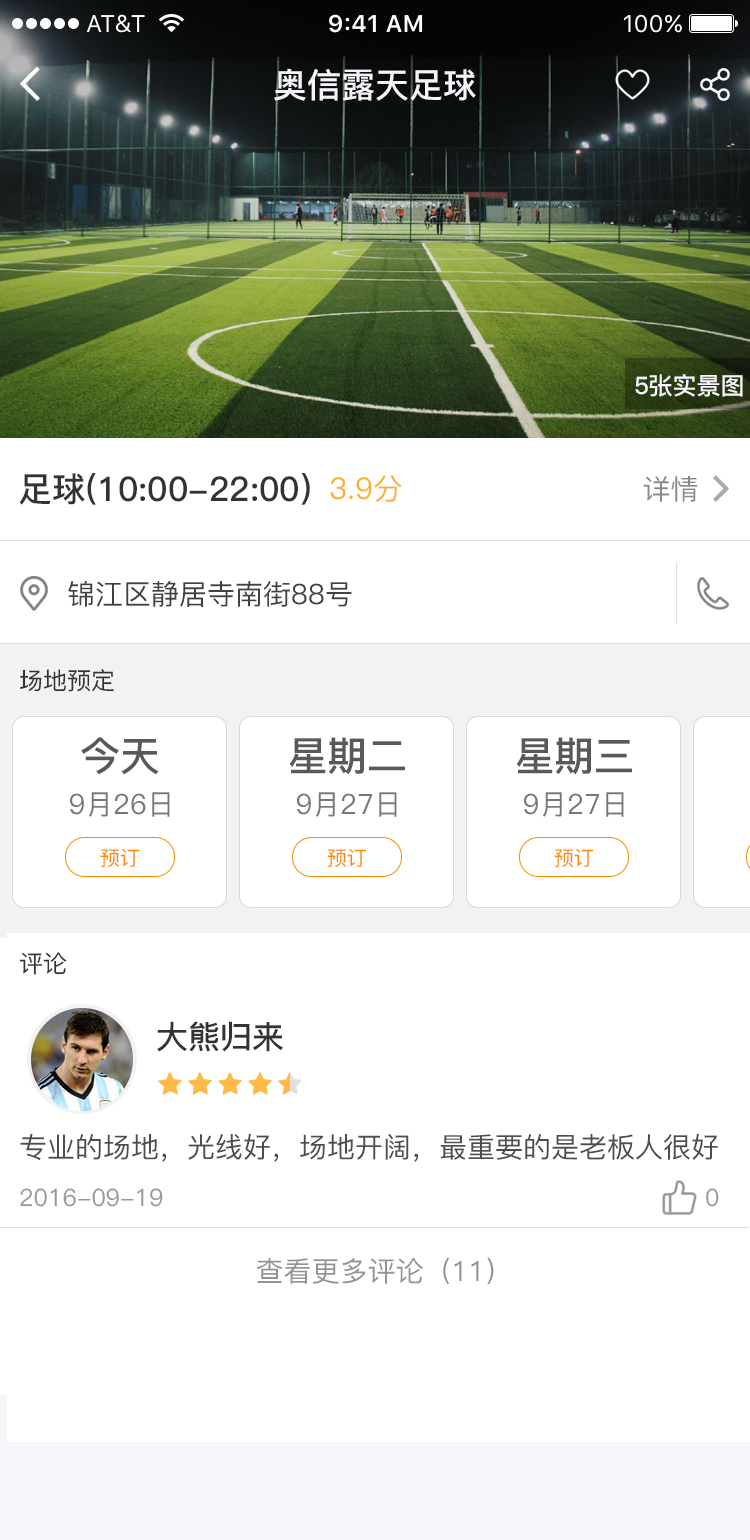 AT&T 9:41 AM 100%
奥信露天足球
5张实景图
足球(10:00-22:00) 3.9分 详情
锦江区静居寺南街88号
场地预定
今天 星期二 星期三
9月26日 9月27日 9月27日
预订 预订 预订
评论
大熊归来
专业的场地，光线好，场地开阔，最重要的是老板人很好
2016-09-19 0
查看更多评论（11）